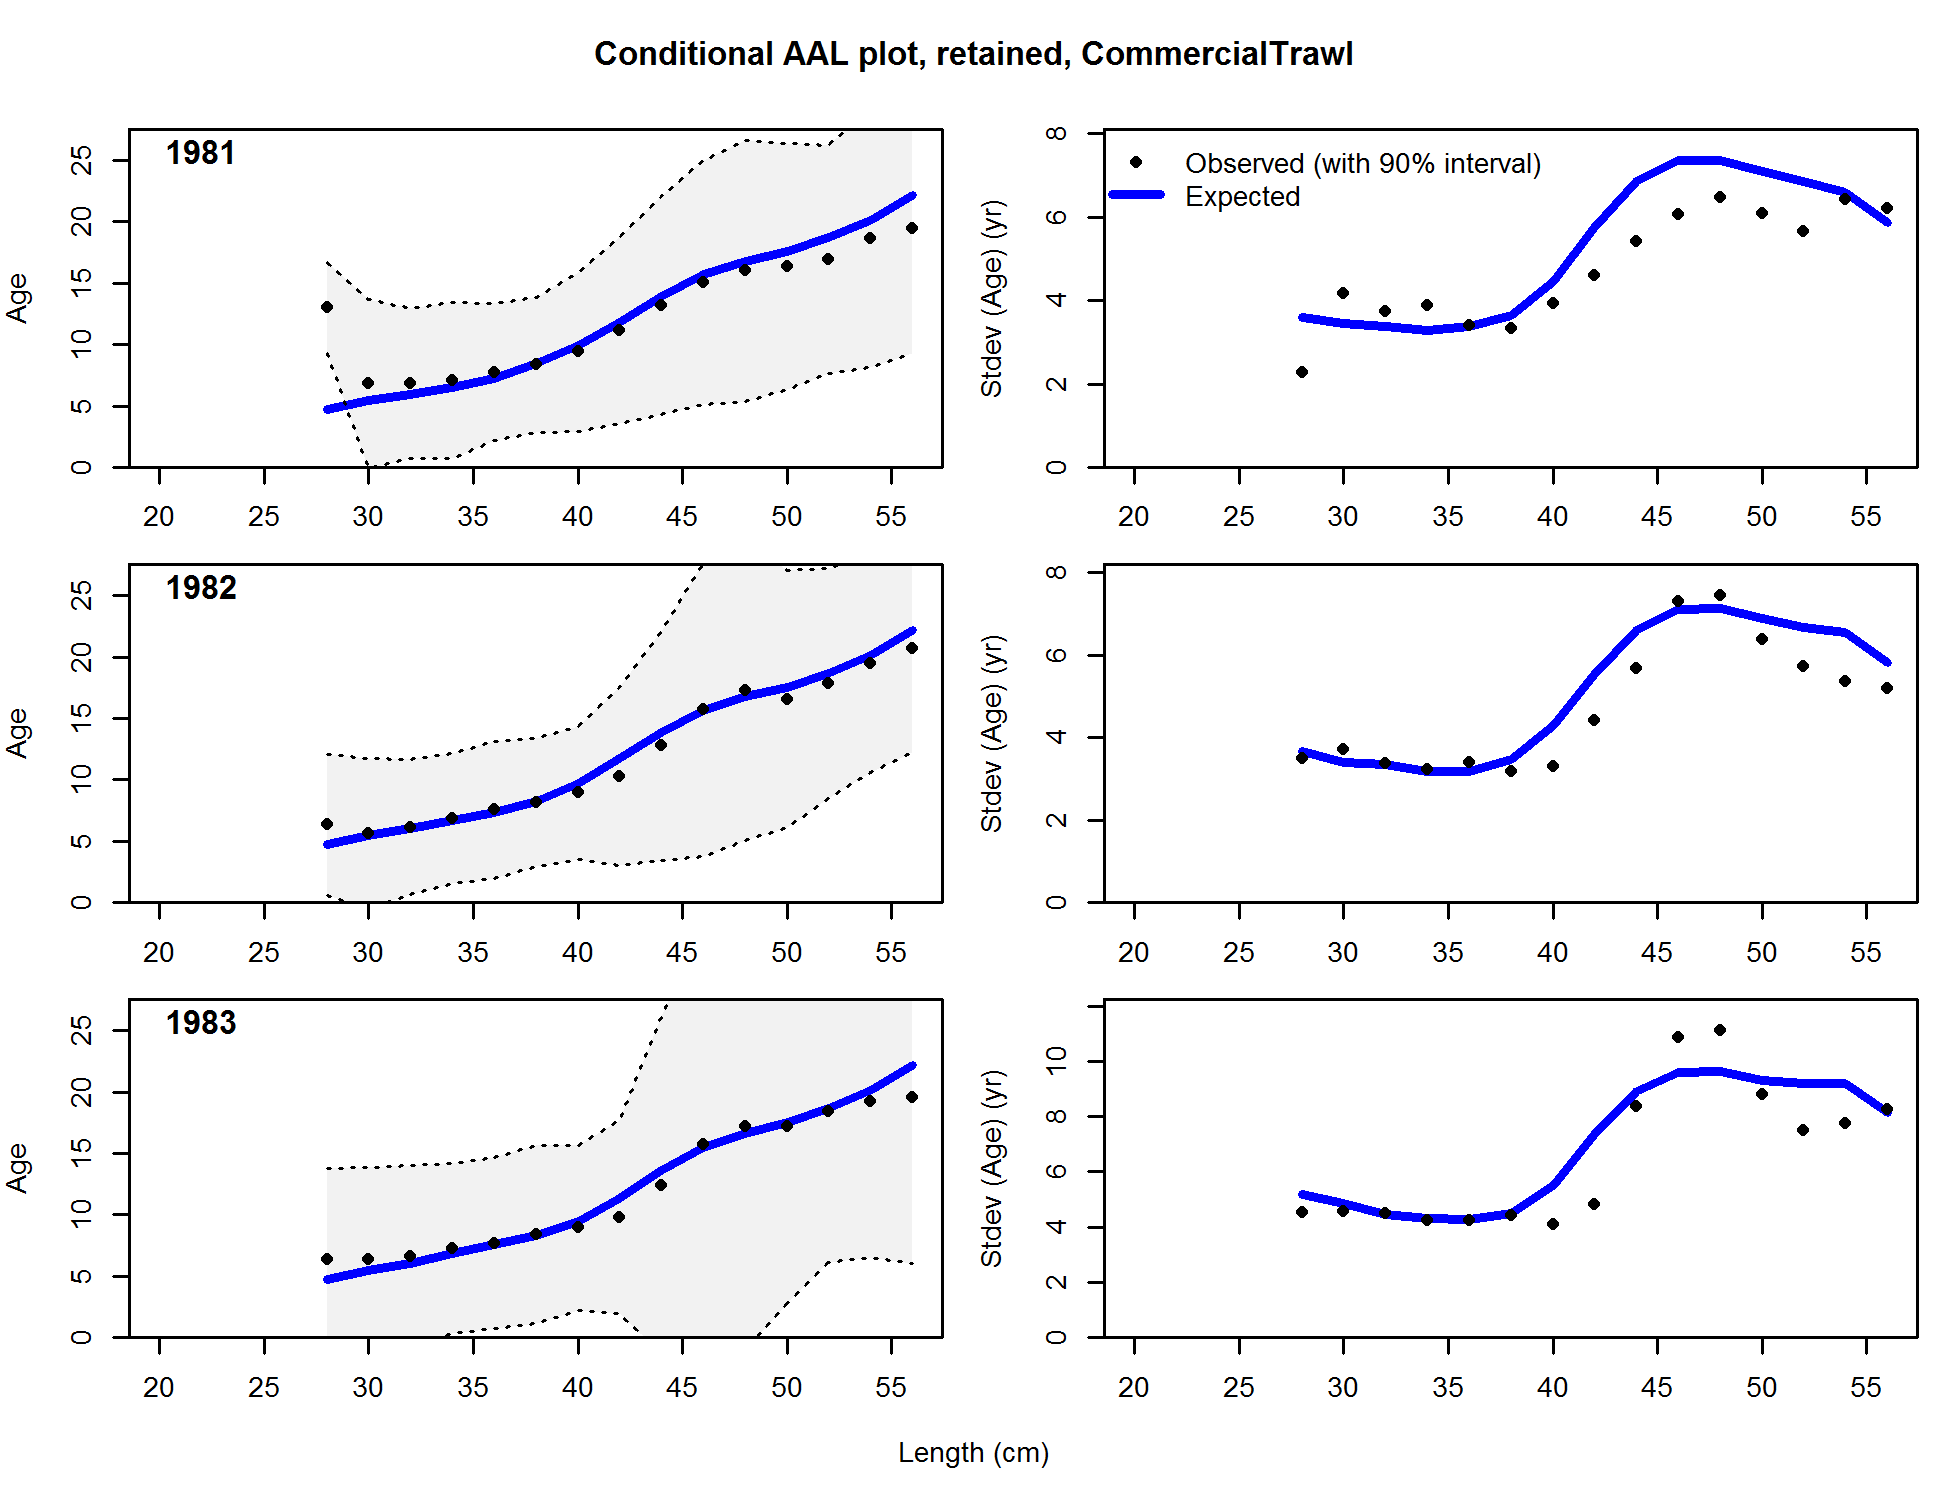 Conditional AAL plot, retained, CommercialTrawl
1981
Age
0 5 10 15 20 25
20 25 30 35 40 45 50 55
Observed (with 90% interval)
Expected
Stdev (Age) (yr)
0 2 4 6 8
20 25 30 35 40 45 50 55
1982
Age
0 5 10 15 20 25
20 25 30 35 40 45 50 55
Stdev (Age) (yr)
0 2 4 6 8
20 25 30 35 40 45 50 55
1983
Age
0 5 10 15 20 25
20 25 30 35 40 45 50 55
Stdev (Age) (yr)
0 2 4 6 8 10
20 25 30 35 40 45 50 55
Length (cm)